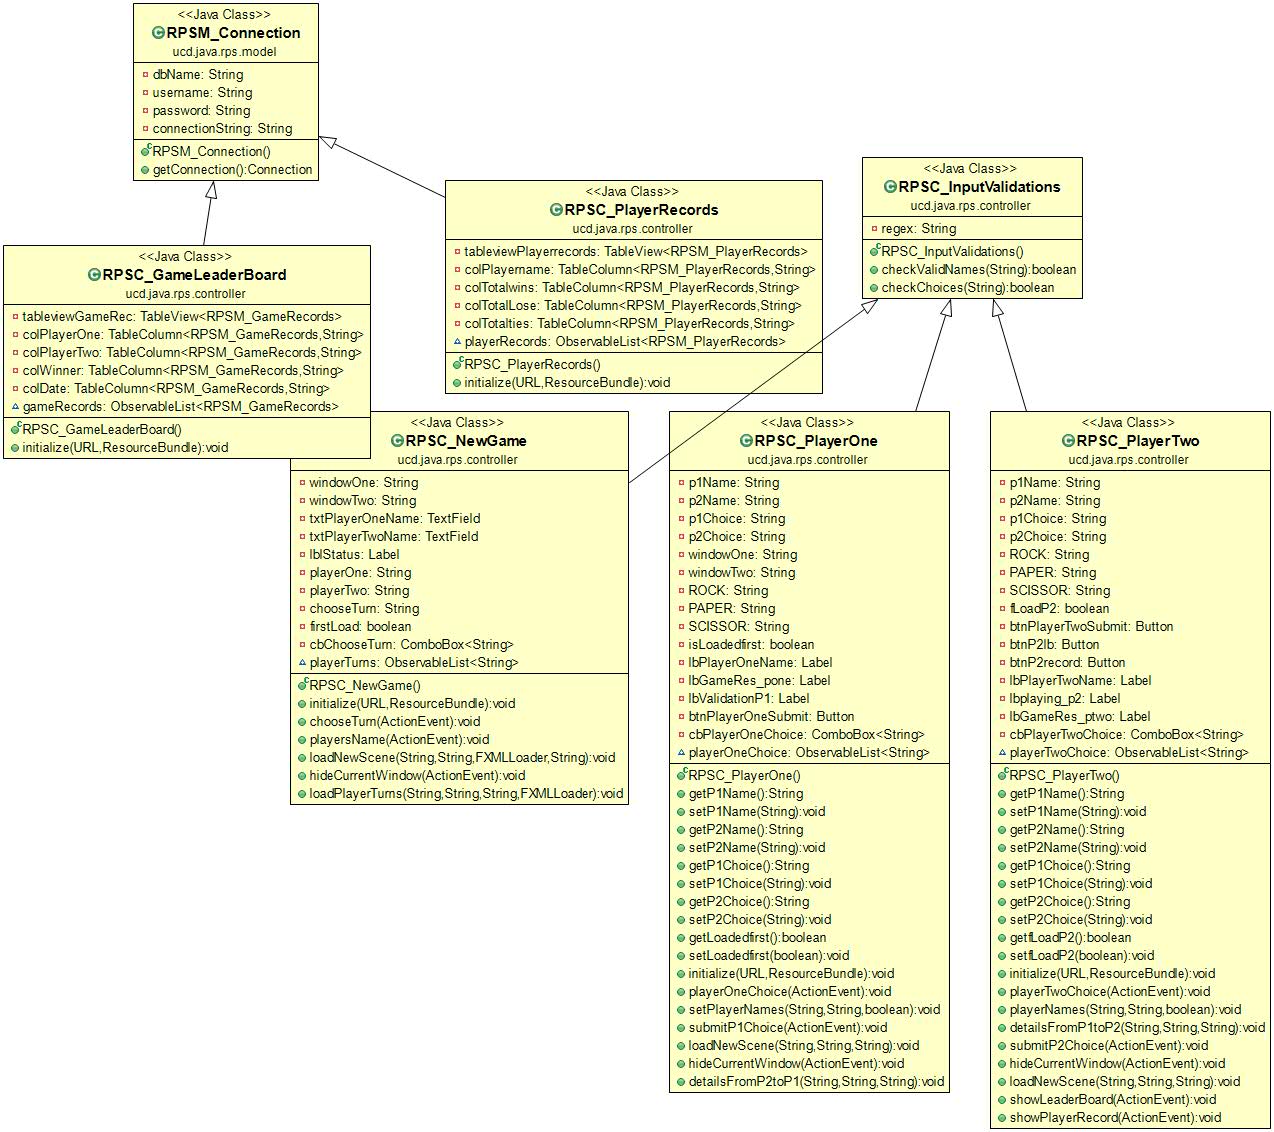 <<Java Class>>
RPSM_Connection
ucd.java.rps.model
dbName: String
username: String
password: String
connectionString: String
RPSM_Connection()
getConnection():Connection
<<Java Class>>
RPSC_PlayerRecords
ucd.java.rps.controller
tableviewPlayerrecords: TableView<RPSM_PlayerRecords>
colPlayername: TableColumn<RPSM_PlayerRecords,String>
colTotalwins: TableColumn<RPSM_PlayerRecords,String>
colTotalLose: TableColumn<RPSM_PlayerRecords,String>
colTotalties: TableColumn<RPSM_PlayerRecords,String>
playerRecords: ObservableList<RPSM_PlayerRecords>
RPSC_PlayerRecords()
initialize(URL,ResourceBundle):void
<<Java Class>>
RPSC_InputValidations
ucd.java.rps.controller
regex: String
RPSC_InputValidations()
checkValidNames(String):boolean
checkChoices(String):boolean
<<Java Class>>
RPSC_GameLeaderBoard
ucd.java.rps.controller
tableviewGameRec: TableView<RPSM_GameRecords>
colPlayerOne: TableColumn<RPSM_GameRecords,String>
colPlayerTwo: TableColumn<RPSM_GameRecords,String>
colWinner: TableColumn<RPSM_GameRecords,String>
colDate: TableColumn<RPSM_GameRecords,String>
gameRecords: ObservableList<RPSM_GameRecords>
RPSC_GameLeaderBoard()
initialize(URL,ResourceBundle):void
<<Java Class>>
RPSC_NewGame
ucd.java.rps.controller
windowOne: String
windowTwo: String
txtPlayerOneName: TextField
txtPlayerTwoName: TextField
lblStatus: Label
playerOne: String
playerTwo: String
chooseTurn: String
firstLoad: boolean
cbChooseTurn: ComboBox<String>
playerTurns: ObservableList<String>
RPSC_NewGame()
initialize(URL,ResourceBundle):void
chooseTurn(ActionEvent):void
playersName(ActionEvent):void
loadNewScene(String,String,FXMLLoader,String):void
hideCurrentWindow(ActionEvent):void
loadPlayerTurns(String,String,String,FXMLLoader):void
<<Java Class>>
RPSC_PlayerOne
ucd.java.rps.controller
p1Name: String
p2Name: String
p1Choice: String
p2Choice: String
windowOne: String
windowTwo: String
ROCK: String
PAPER: String
SCISSOR: String
isLoadedfirst: boolean
lbPlayerOneName: Label
lbGameRes_pone: Label
lbValidationP1: Label
btnPlayerOneSubmit: Button
cbPlayerOneChoice: ComboBox<String>
playerOneChoice: ObservableList<String>
RPSC_PlayerOne()
getP1Name():String
setP1Name(String):void
getP2Name():String
setP2Name(String):void
getP1Choice():String
setP1Choice(String):void
getP2Choice():String
setP2Choice(String):void
getLoadedfirst():boolean
setLoadedfirst(boolean):void
initialize(URL,ResourceBundle):void
playerOneChoice(ActionEvent):void
setPlayerNames(String,String,boolean):void
submitP1Choice(ActionEvent):void
loadNewScene(String,String,String):void
hideCurrentWindow(ActionEvent):void
detailsFromP2toP1(String,String,String):void
<<Java Class>>
RPSC_PlayerTwo
ucd.java.rps.controller
p1Name: String
p2Name: String
p1Choice: String
p2Choice: String
ROCK: String
PAPER: String
SCISSOR: String
fLoadP2: boolean
btnPlayerTwoSubmit: Button
btnP2lb: Button
btnP2record: Button
lbPlayerTwoName: Label
lbplaying_p2: Label
lbGameRes_ptwo: Label
cbPlayerTwoChoice: ComboBox<String>
playerTwoChoice: ObservableList<String>
RPSC_PlayerTwo()
getP1Name():String
setP1Name(String):void
getP2Name():String
setP2Name(String):void
getP1Choice():String
setP1Choice(String):void
getP2Choice():String
setP2Choice(String):void
getfLoadP2():boolean
setfLoadP2(boolean):void
initialize(URL,ResourceBundle):void
playerTwoChoice(ActionEvent):void
playerNames(String,String,boolean):void
detailsFromP1toP2(String,String,String):void
submitP2Choice(ActionEvent):void
hideCurrentWindow(ActionEvent):void
loadNewScene(String,String,String):void
showLeaderBoard(ActionEvent):void
showPlayerRecord(ActionEvent):void